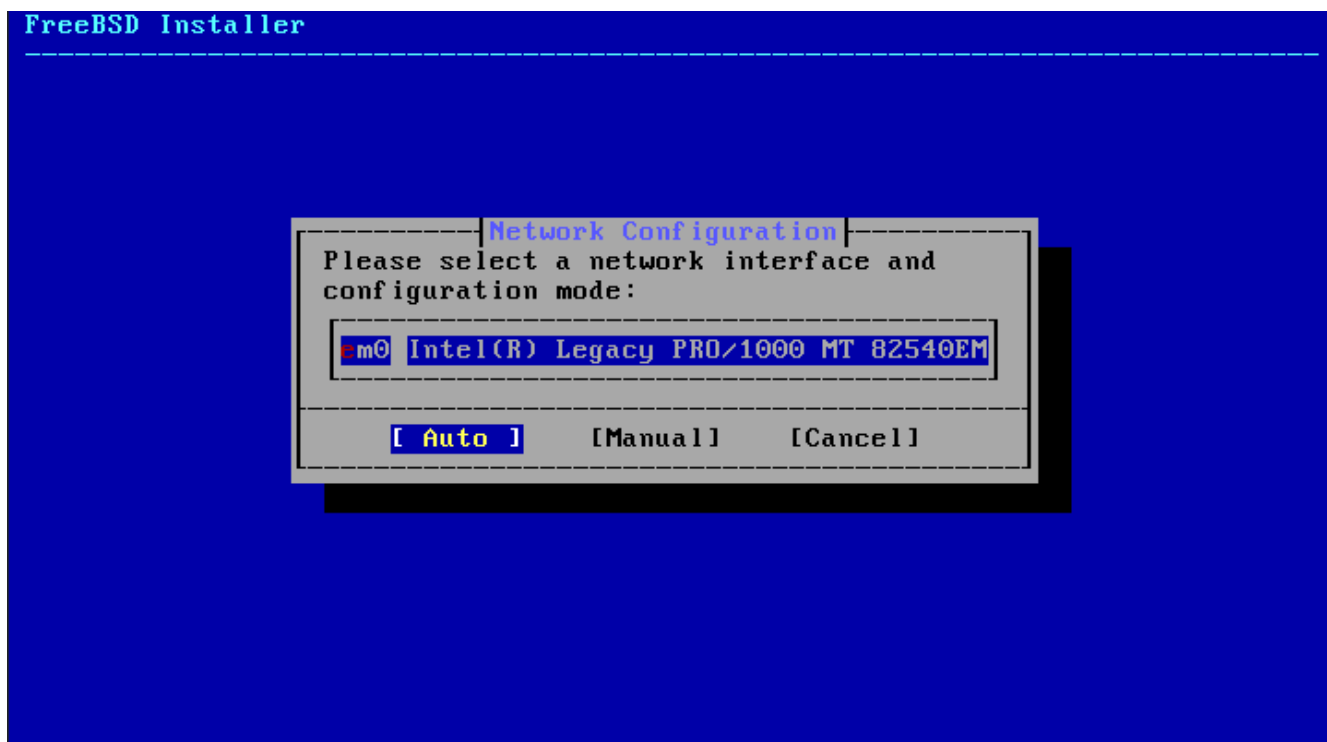 FreeBSD Installer
Network Configuration
Please select a network interface and
configuration mode:
em0 Intel(R) Legacy PRO/1000 MT 82540EM
[ Auto ] [Manual] [Cancel]